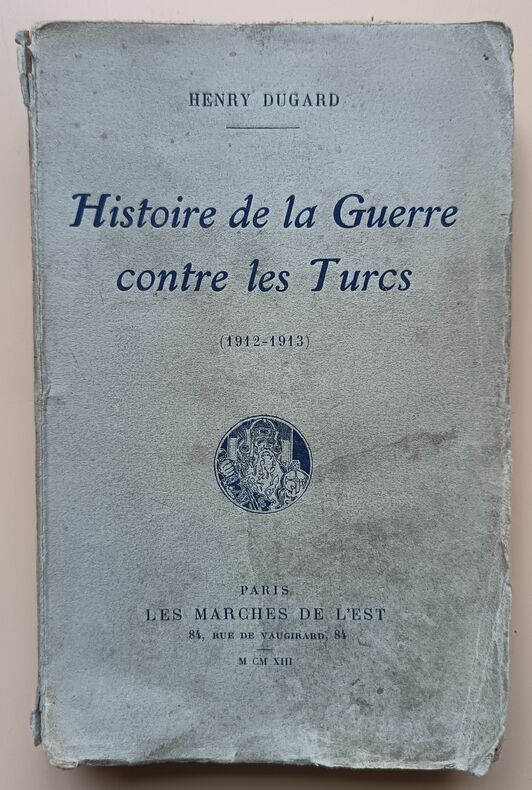 HENRY DUGARD
Histoire de la Guerre
contre les Turcs
(1912-1913)
PARIS
LES MARCHES DE L'EST
84, RUE DE VAUGIRARD, 84
M CM XIII